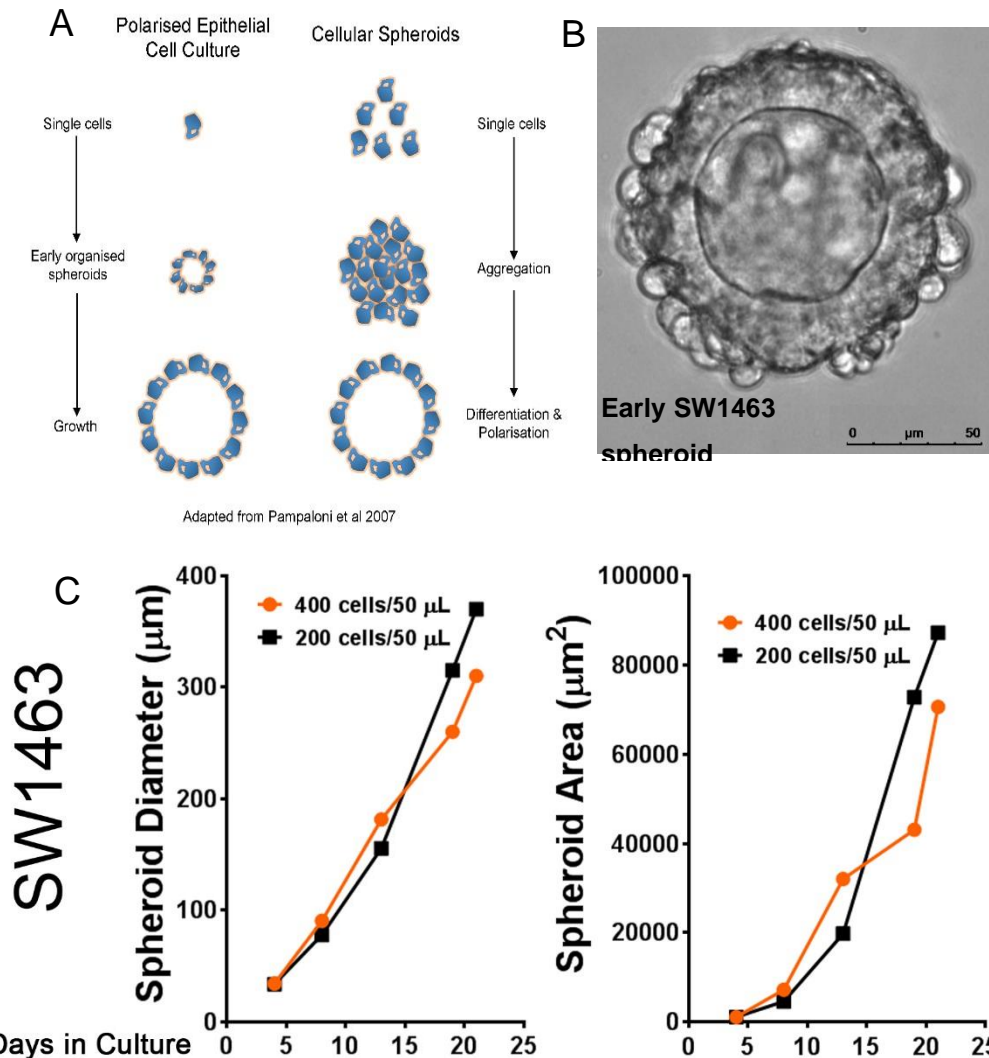 A
Polarised Epithelial
Cell Culture
Cellular Spheroids
Single cells
Single cells
Early organised
spheroids
Aggregation
Growth
Differentiation &
Polarisation
Adapted from Pampaloni et al 2007
B
Early SW1463
spheroid
0 µm 50
C
SW1463
Spheroid Diameter (µm)
400
300
200
100
0
400 cells/50 µL
200 cells/50 µL
Spheroid Area (µm²)
100000
80000
60000
40000
20000
0
400 cells/50 µL
200 cells/50 µL
Days in Culture
0 5 10 15 20 25
0 5 10 15 20 25